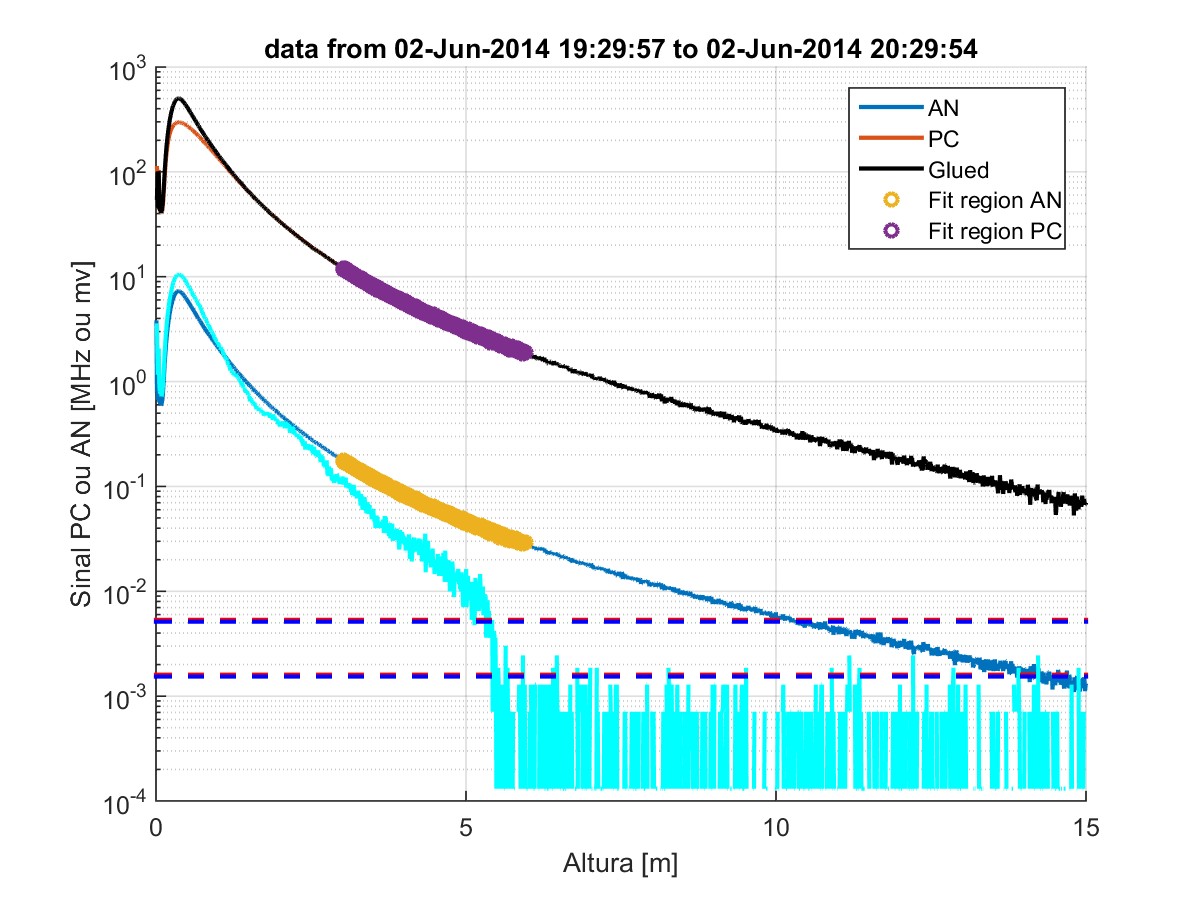 data from 02-Jun-2014 19:29:57 to 02-Jun-2014 20:29:54
Sinal PC ou AN [MHz ou mv]
10^3
10^2
10^1
10^0
10^-1
10^-2
10^-3
10^-4
AN
PC
Glued
Fit region AN
Fit region PC
0 5 10 15
Altura [m]